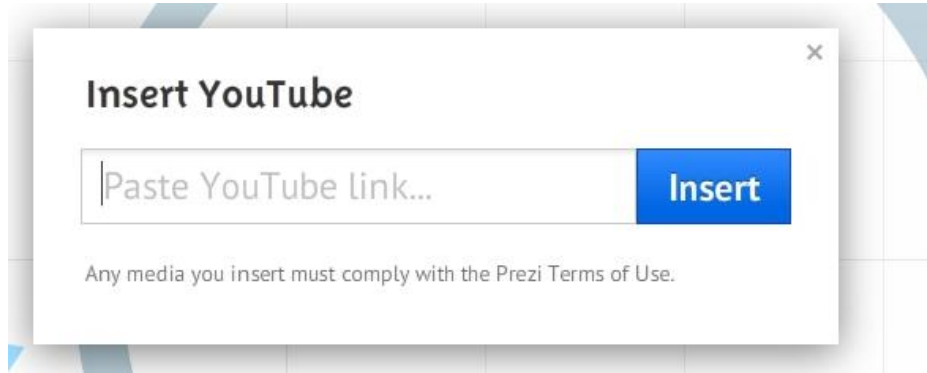 Insert YouTube
Paste YouTube link... Insert
Any media you insert must comply with the Prezi Terms of Use.